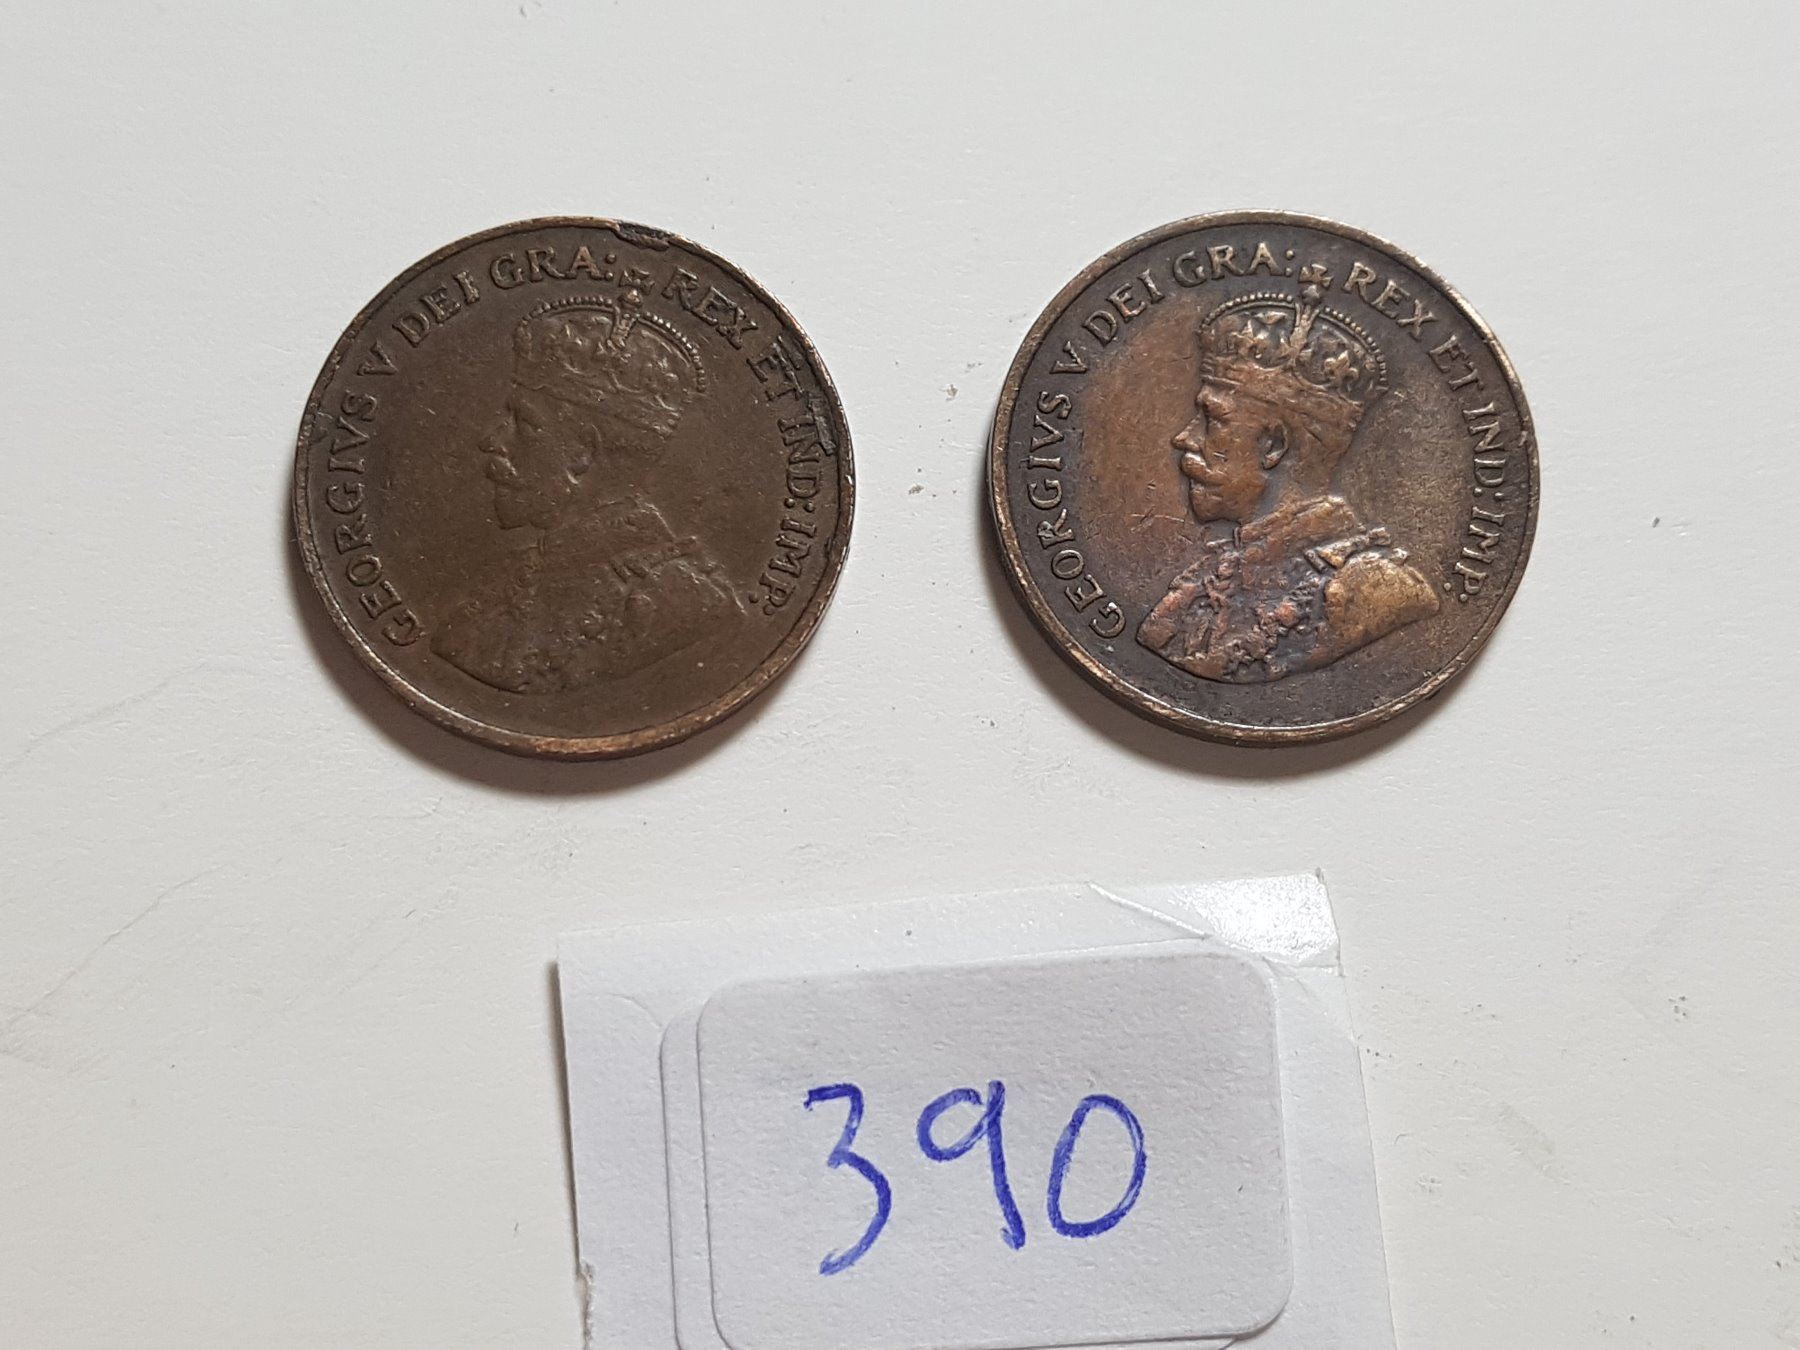 GEORGIVS V DEI GRA: REX ET IND: IMP.
GEORGIVS V DEI GRA: REX ET IND: IMP.
390